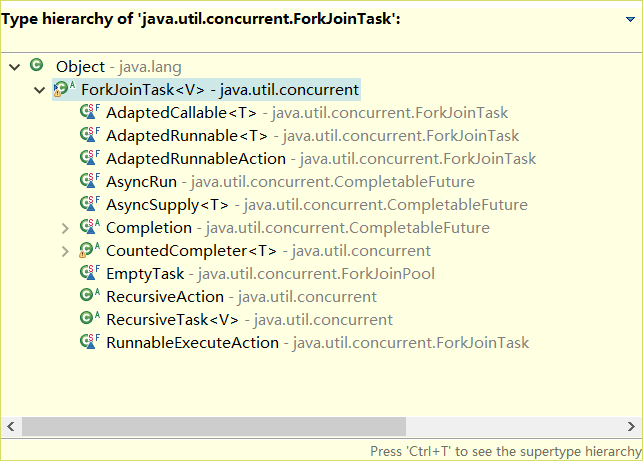 Type hierarchy of 'java.util.concurrent.ForkJoinTask':
Object - java.lang
ForkJoinTask<V> - java.util.concurrent
AdaptedCallable<T> - java.util.concurrent.ForkJoinTask
AdaptedRunnable<T> - java.util.concurrent.ForkJoinTask
AdaptedRunnableAction - java.util.concurrent.ForkJoinTask
AsyncRun - java.util.concurrent.CompletableFuture
AsyncSupply<T> - java.util.concurrent.CompletableFuture
Completion - java.util.concurrent.CompletableFuture
CountedCompleter<T> - java.util.concurrent
EmptyTask - java.util.concurrent.ForkJoinPool
RecursiveAction - java.util.concurrent
RecursiveTask<V> - java.util.concurrent
RunnableExecuteAction - java.util.concurrent.ForkJoinTask
Press 'Ctrl+T' to see the supertype hierarchy